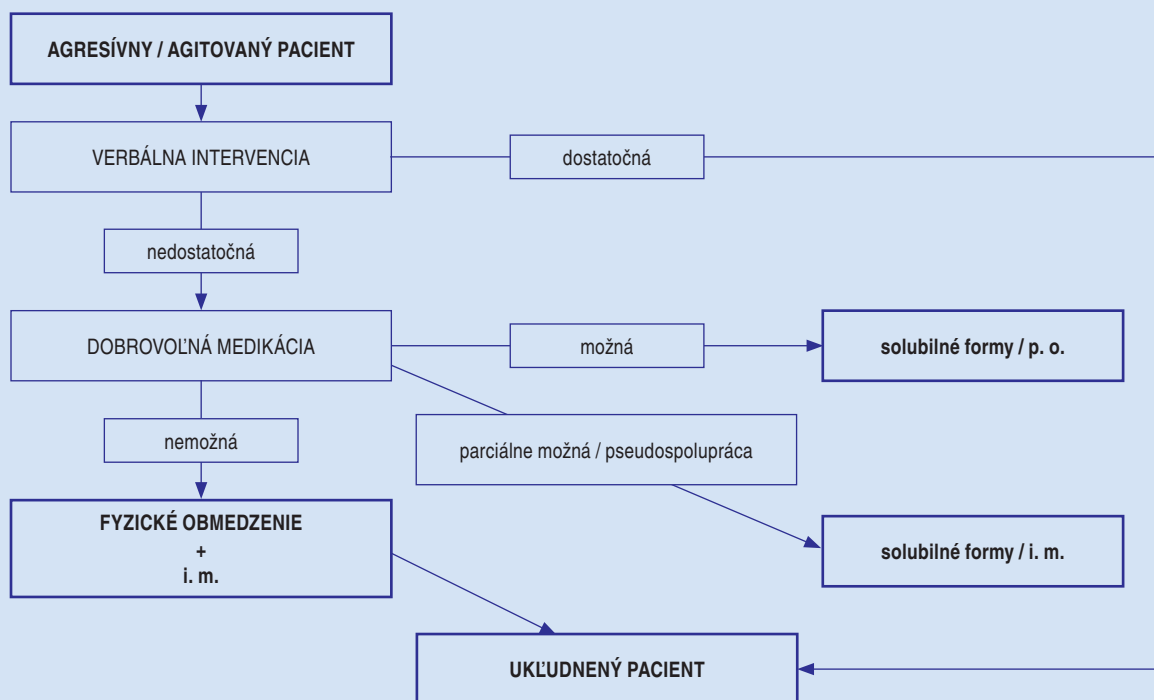 AGRESÍVNY / AGITOVANÝ PACIENT
VERBÁLNA INTERVENCIA
dostatočná
nedostatočná
DOBROVOĽNÁ MEDIKÁCIA
možná
solubilné formy / p. o.
nemožná
parciálne možná / pseudospolupráca
FYZICKÉ OBMEDZENIE
+
i. m.
solubilné formy / i. m.
UKĽUDNENÝ PACIENT